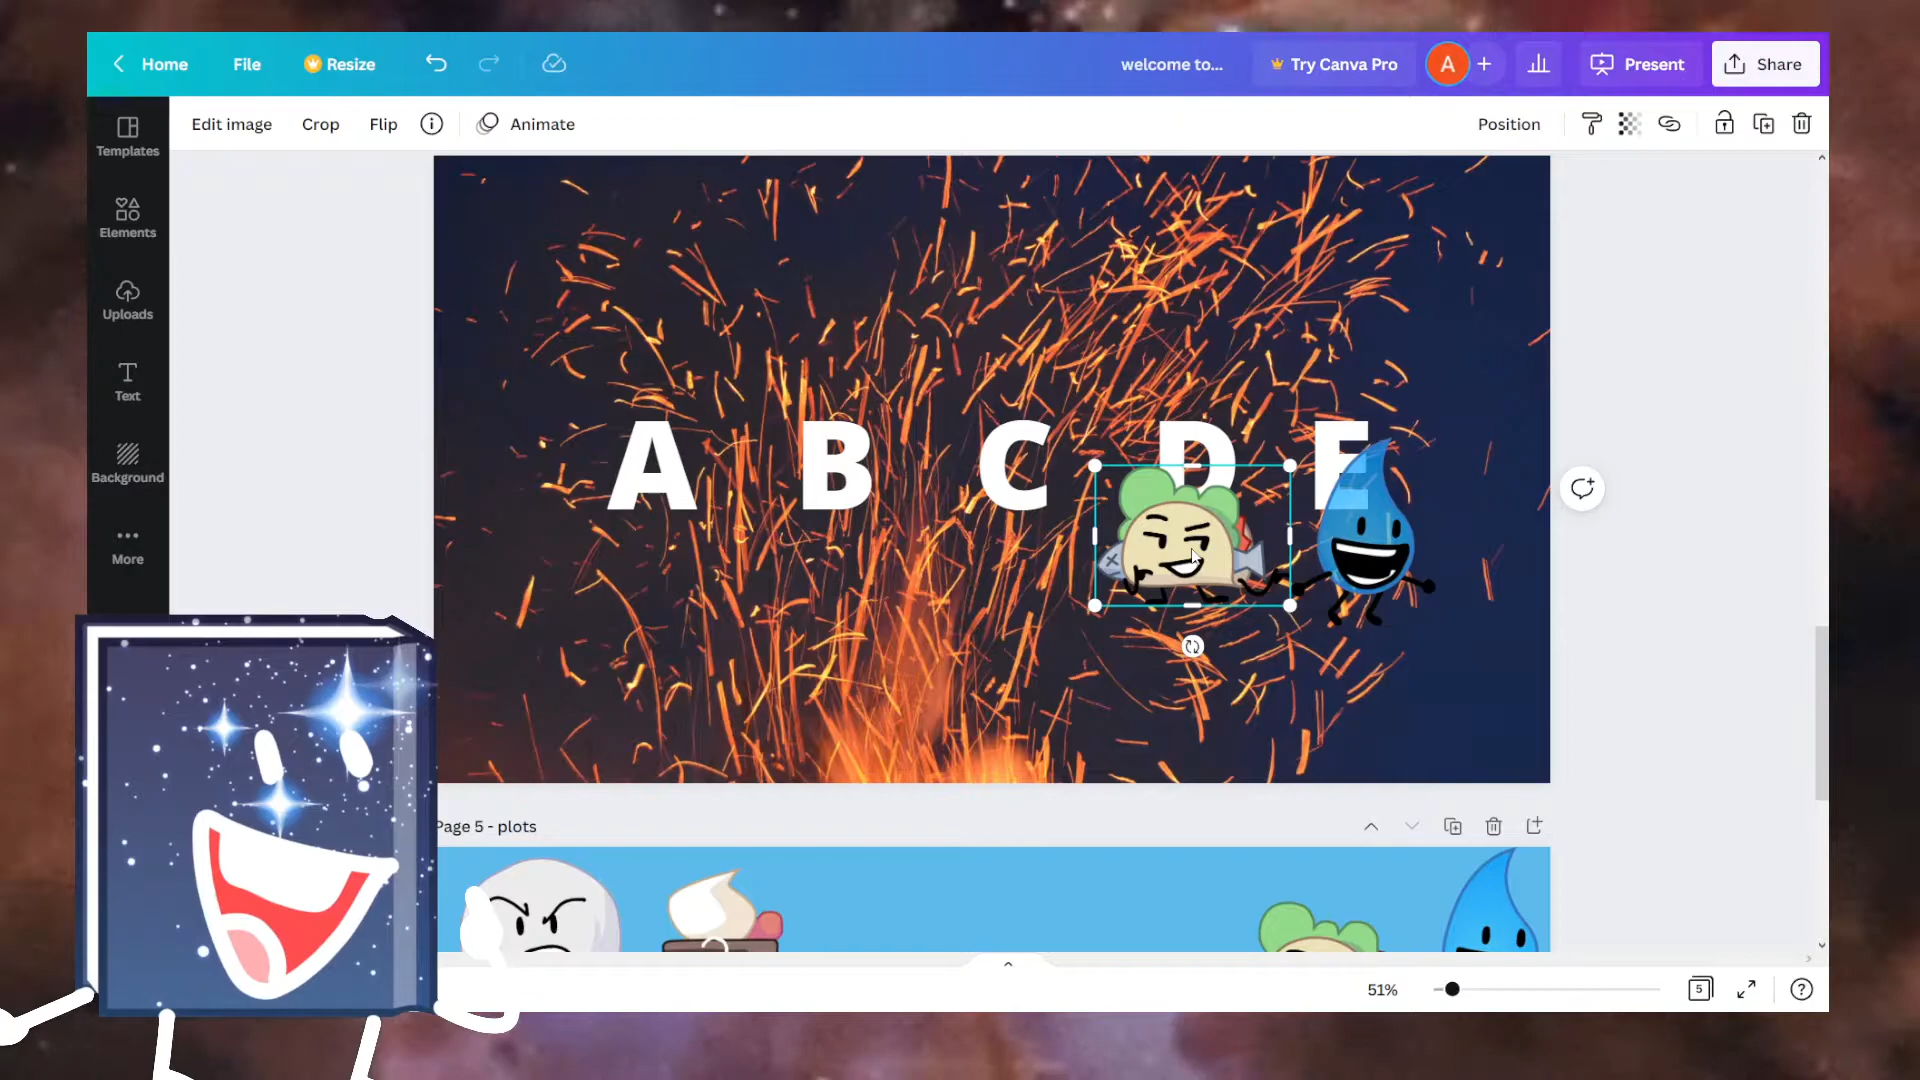 Home File Resize welcome to... Try Canva Pro A Present Share
Edit image Crop Flip Animate Position
Templates
Elements
Uploads
Text
Background
More
A B C D F
Page 5 - plots
51% 5